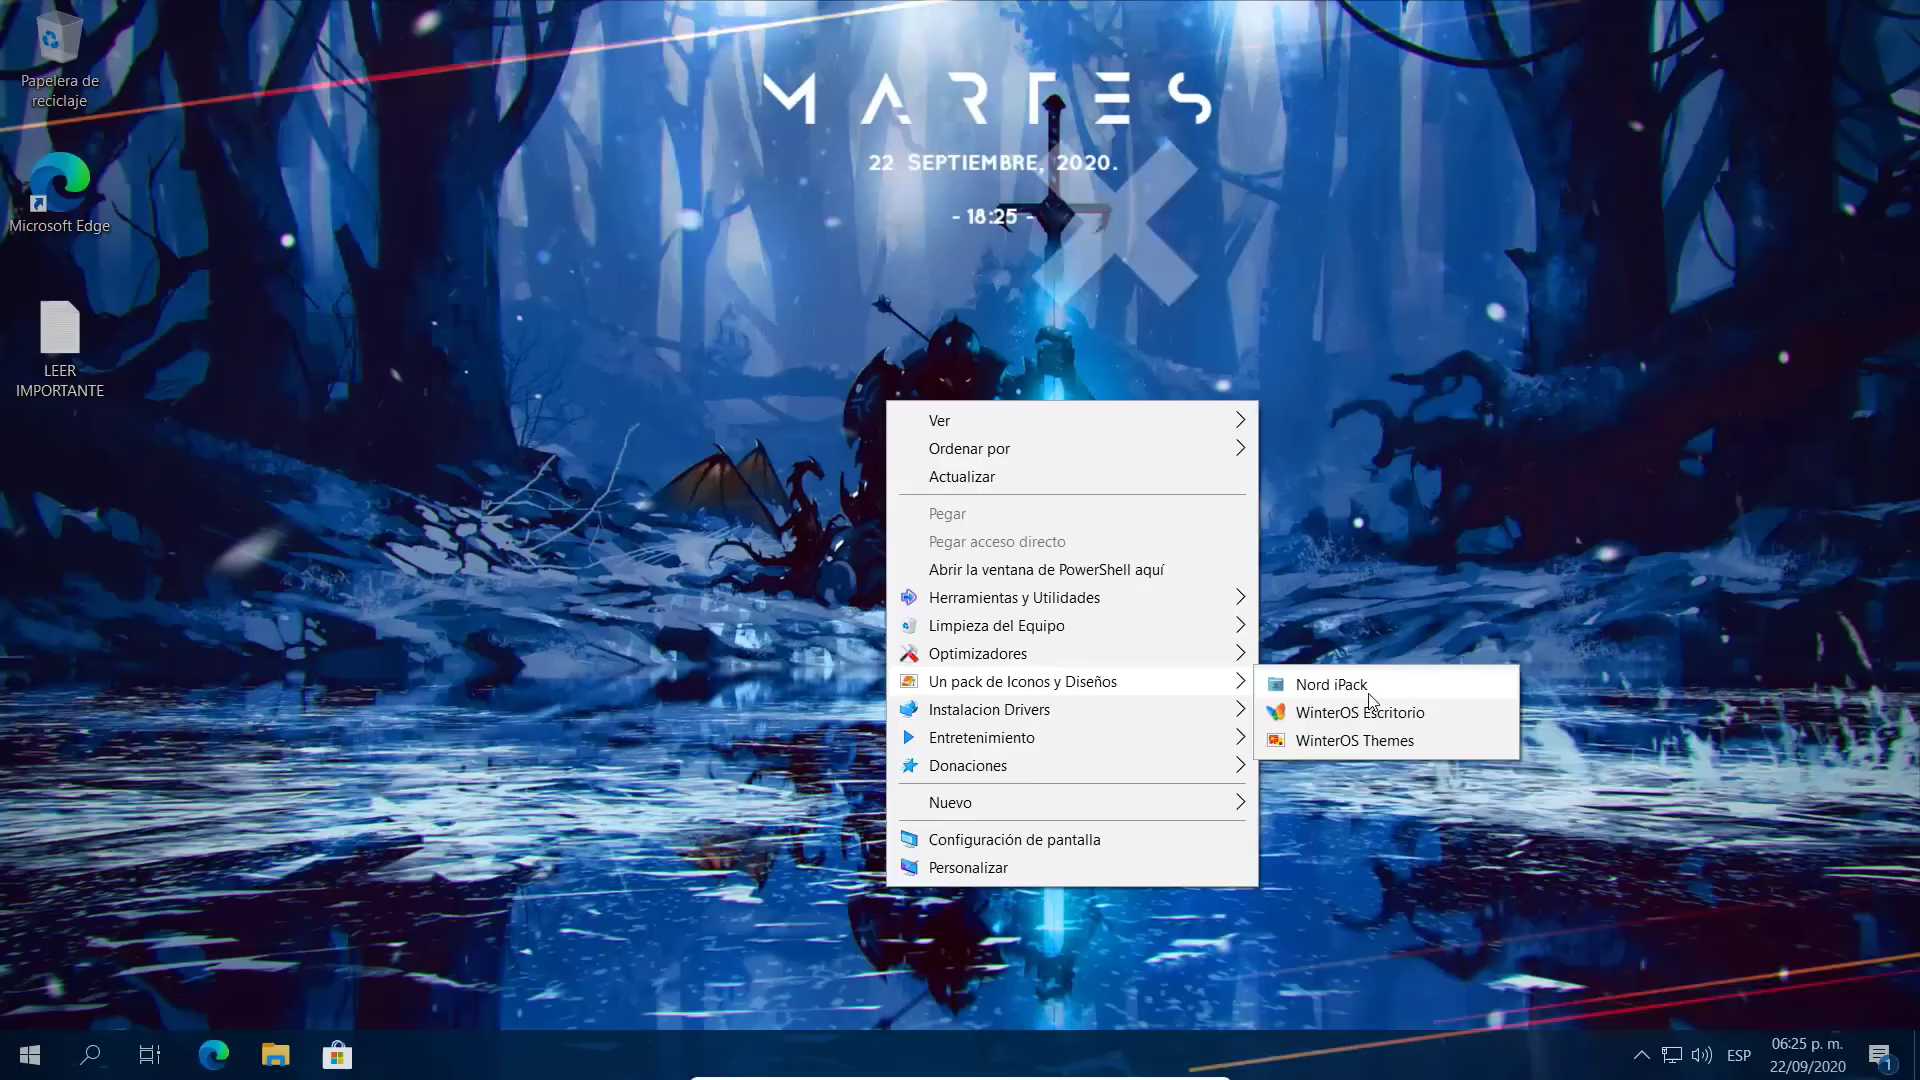 Papelera de
reciclaje
Microsoft Edge
LEER
IMPORTANTE
MARTES
22 SEPTIEMBRE, 2020.
- 18:25 -
Ver
Ordenar por
Actualizar
Pegar
Pegar acceso directo
Abrir la ventana de PowerShell aquí
Herramientas y Utilidades
Limpieza del Equipo
Optimizadores
Un pack de Iconos y Diseños
Instalacion Drivers
Entretenimiento
Donaciones
Nuevo
Configuración de pantalla
Personalizar
Nord iPack
WinterOS Escritorio
WinterOS Themes
ESP
06:25 p. m.
22/09/2020
1